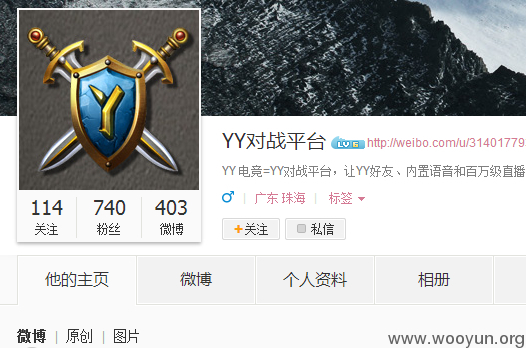 YY对战平台 LV 6 http://weibo.com/u/314017793
YY 电竞=YY对战平台，让YY好友、内置语音和百万级直播
114 740 403
关注 粉丝 微博
广东 珠海 标签
+关注 私信
他的主页 微博 个人资料 相册
微博 原创 图片
www.wooyun.org